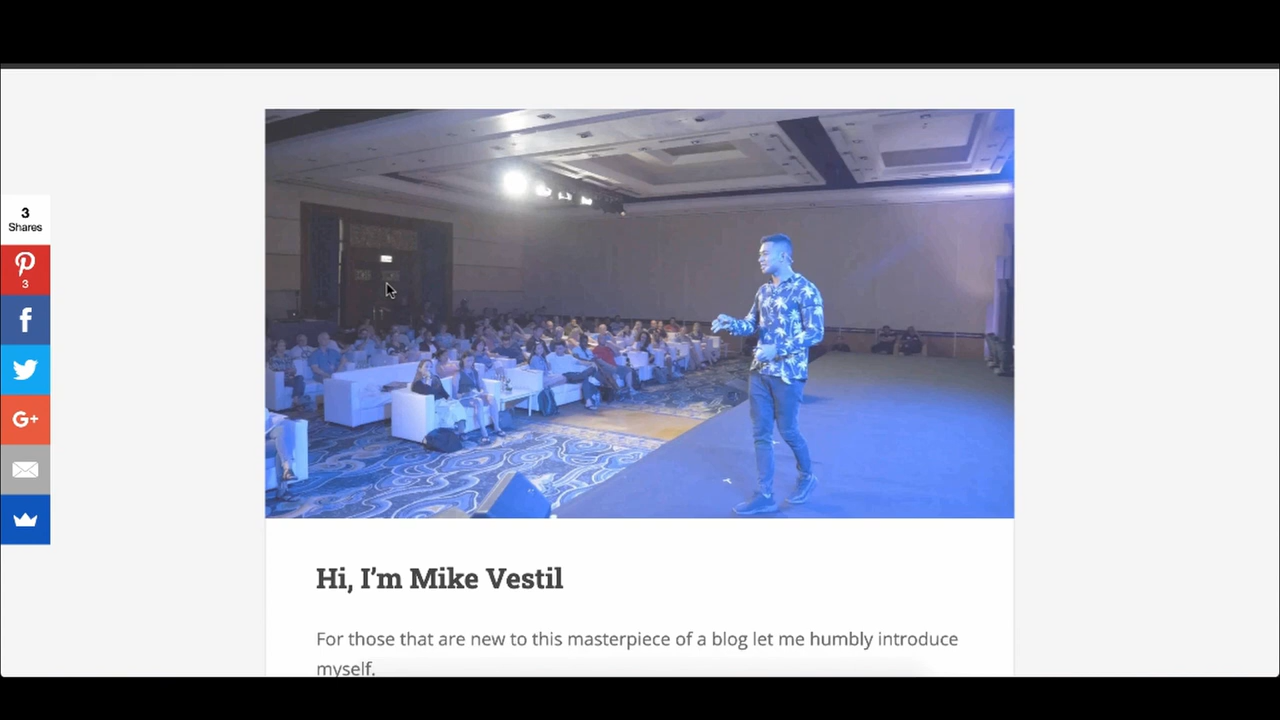 3
Shares
3
G+
Hi, I’m Mike Vestil
For those that are new to this masterpiece of a blog let me humbly introduce
myself.